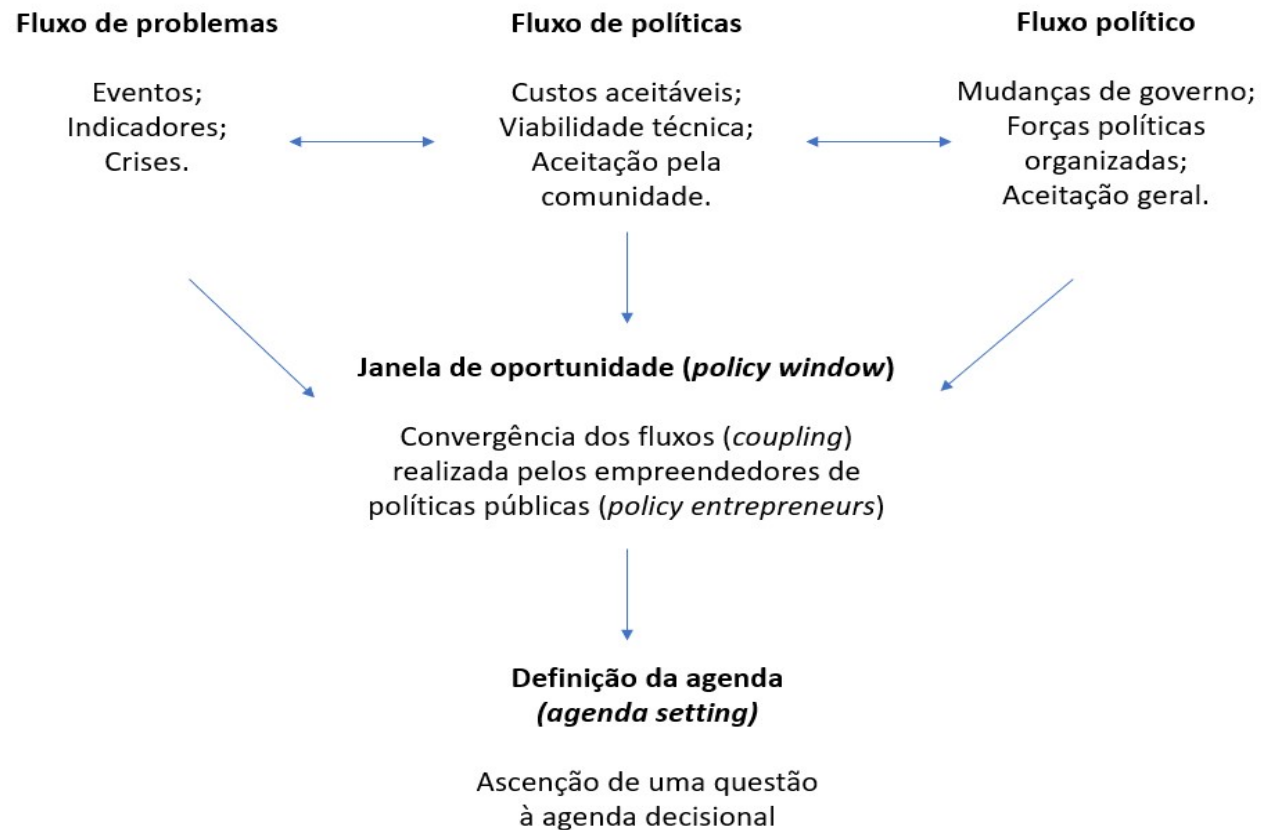 Fluxo de problemas
Eventos;
Indicadores;
Crises.
Fluxo de políticas
Custos aceitáveis;
Viabilidade técnica;
Aceitação pela
comunidade.
Fluxo político
Mudanças de governo;
Forças políticas
organizadas;
Aceitação geral.
Janela de oportunidade (policy window)
Convergência dos fluxos (coupling)
realizada pelos empreendedores de
políticas públicas (policy entrepreneurs)
Definição da agenda
(agenda setting)
Ascenção de uma questão
à agenda decisional